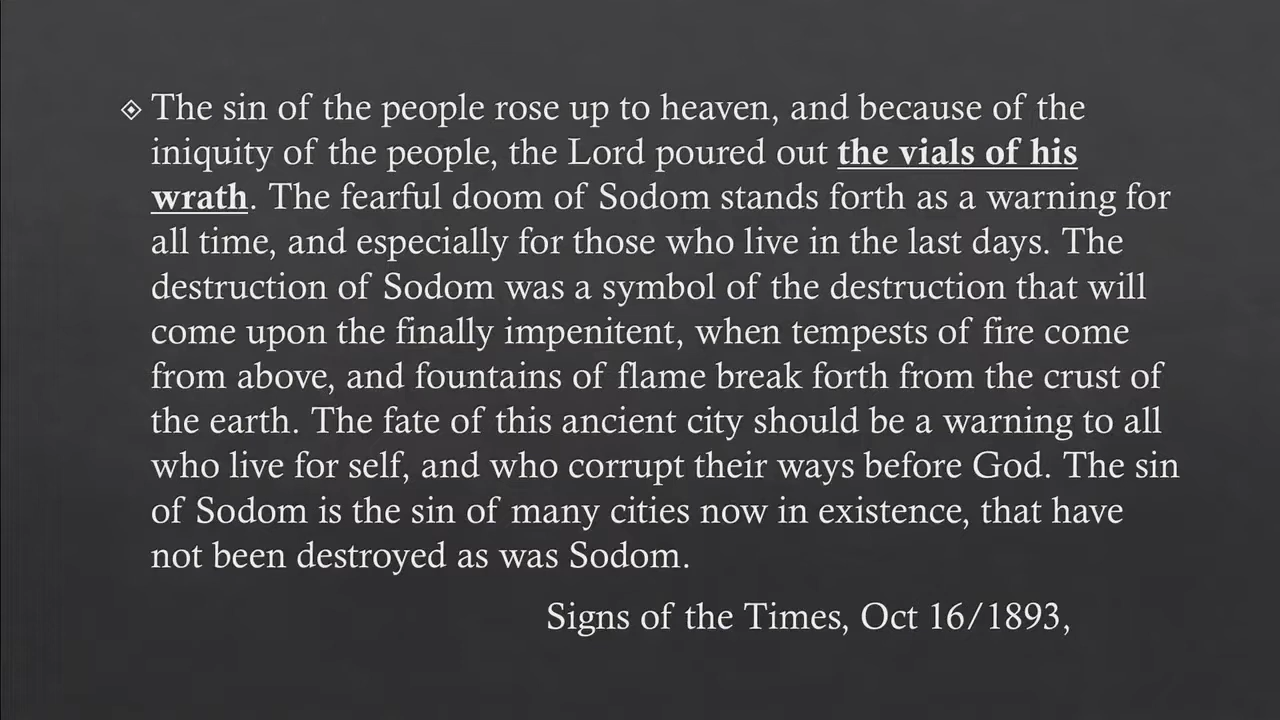 The sin of the people rose up to heaven, and because of the
iniquity of the people, the Lord poured out the vials of his
wrath. The fearful doom of Sodom stands forth as a warning for
all time, and especially for those who live in the last days. The
destruction of Sodom was a symbol of the destruction that will
come upon the finally impenitent, when tempests of fire come
from above, and fountains of flame break forth from the crust of
the earth. The fate of this ancient city should be a warning to all
who live for self, and who corrupt their ways before God. The sin
of Sodom is the sin of many cities now in existence, that have
not been destroyed as was Sodom.
Signs of the Times, Oct 16/1893,